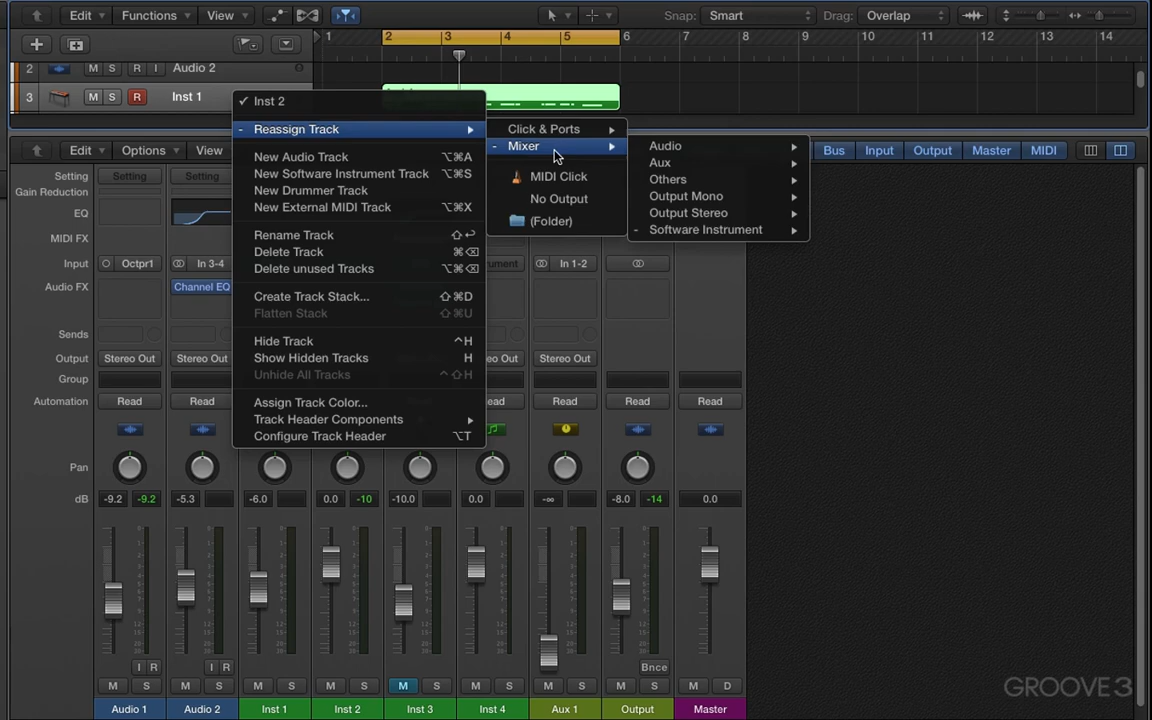 Edit Functions View Snap: Smart Drag: Overlap
1 2 3 4 5 6 7 8 9 10 11 12 13 14
2 M S R I Audio 2
3 M S R Inst 1
✓ Inst 2
- Reassign Track
New Audio Track ⌥⌘A
New Software Instrument Track ⌥⌘S
New Drummer Track
New External MIDI Track ⌥⌘X
Rename Track ⇧↩
Delete Track ⌘⌫
Delete unused Tracks ⌥⌘⌫
Create Track Stack... ⇧⌘D
Flatten Stack ⇧⌘U
Hide Track ^H
Show Hidden Tracks H
Unhide All Tracks ^⇧H
Assign Track Color...
Track Header Components
Configure Track Header ⌥T
Click & Ports
- Mixer
MIDI Click
No Output
(Folder)
Audio
Aux
Others
Output Mono
Output Stereo
- Software Instrument
Edit Options View Bus Input Output Master MIDI
Setting Setting Setting
Gain Reduction
EQ
MIDI FX
Input Octpr1 In 3-4 In 1-2
Audio FX Channel EQ
Sends
Output Stereo Out Stereo Out Stereo Out
Group
Automation Read Read Read Read Read
Pan
dB -9.2 -9.2 -5.3 -6.0 0.0 -10 -10.0 0.0 -∞ -8.0 -14 0.0
I R I R Bnce
M S M S M S M S M S M S M S M S M D
Audio 1 Audio 2 Inst 1 Inst 2 Inst 3 Inst 4 Aux 1 Output Master
GROOVE3